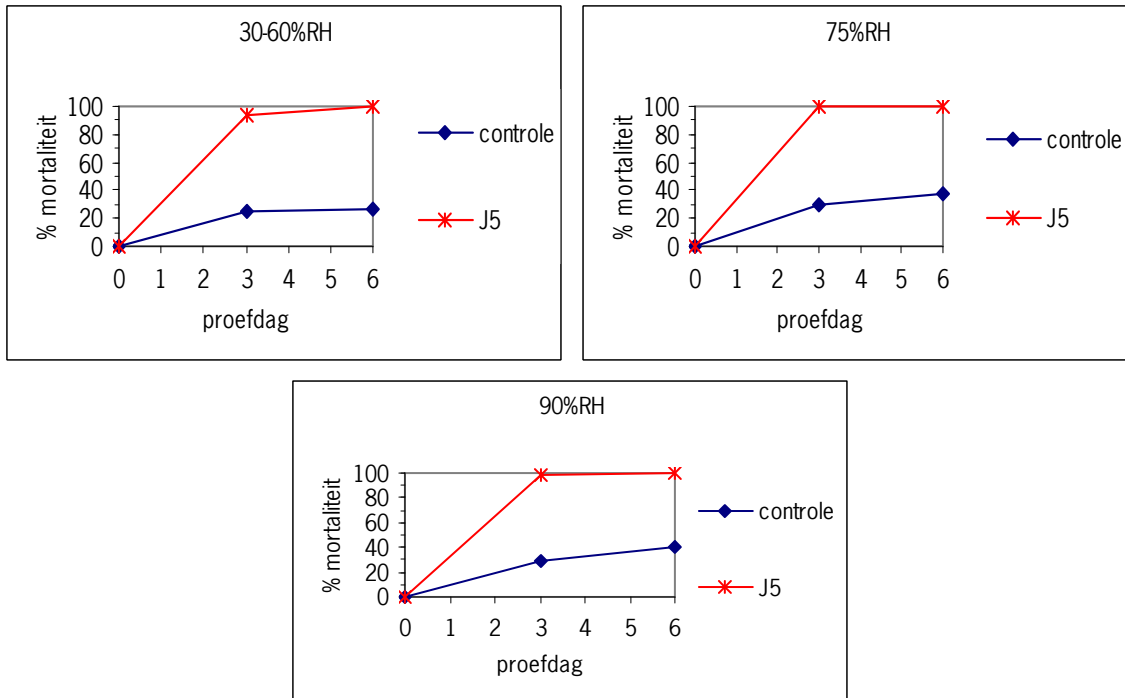 30-60%RH
% mortaliteit
100
80
60
40
20
0
0 1 2 3 4 5 6
proefdag
controle
J5
75%RH
% mortaliteit
100
80
60
40
20
0
0 1 2 3 4 5 6
proefdag
controle
J5
90%RH
% mortaliteit
100
80
60
40
20
0
0 1 2 3 4 5 6
proefdag
controle
J5